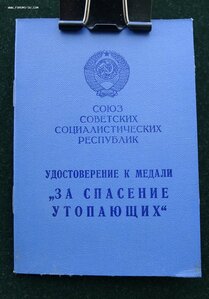 СОЮЗ
СОВЕТСКИХ
СОЦИАЛИСТИЧЕСКИХ
РЕСПУБЛИК
УДОСТОВЕРЕНИЕ К МЕДАЛИ
„ЗА СПАСЕНИЕ
УТОПАЮЩИХ“